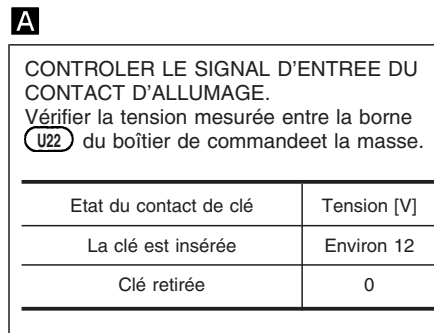 A
CONTROLER LE SIGNAL D'ENTREE DU
CONTACT D'ALLUMAGE.
Vérifier la tension mesurée entre la borne
U22 du boîtier de commandeet la masse.
Etat du contact de clé Tension [V]
La clé est insérée Environ 12
Clé retirée 0